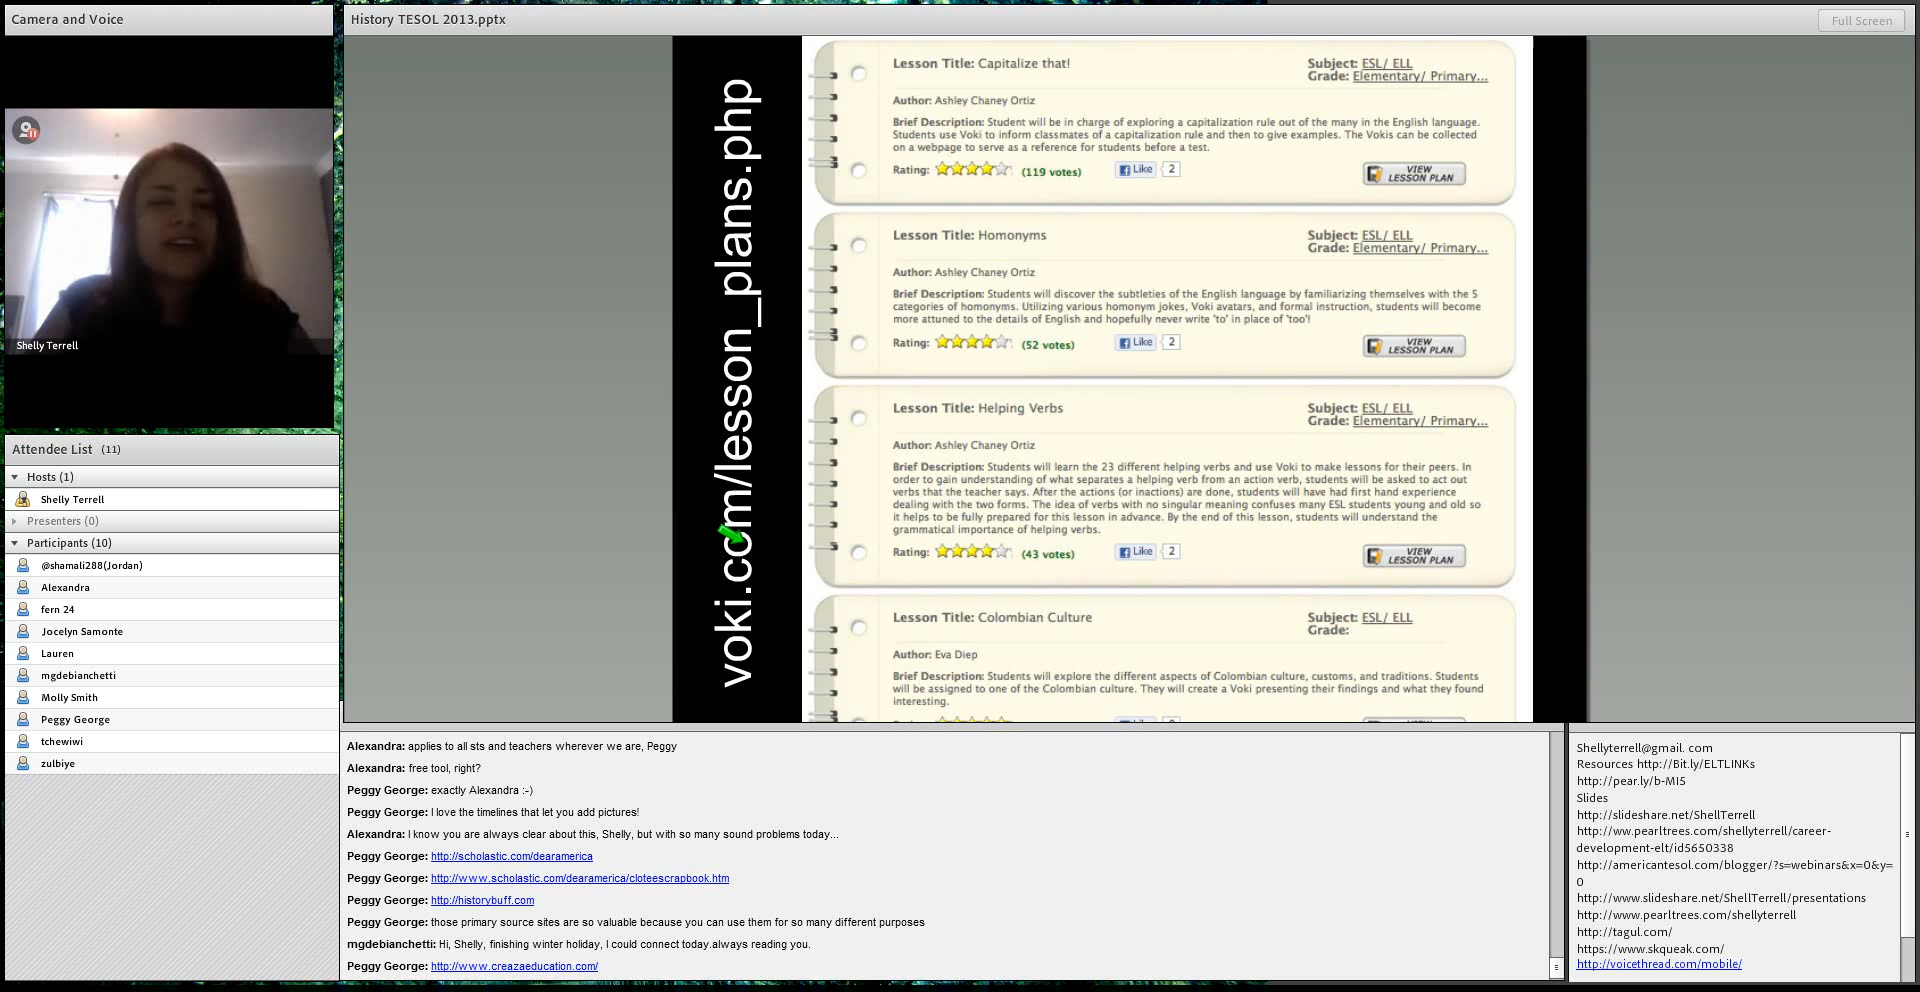 Camera and Voice
Shelly Terrell
Attendee List (11)
Hosts (1)
Shelly Terrell
Presenters (0)
Participants (10)
@shamali288(Jordan)
Alexandra
fern 24
Jocelyn Samonte
Lauren
mgdebianchetti
Molly Smith
Peggy George
tchewiwi
zulbiye
History TESOL 2013.pptx
Full Screen
voki.com/lesson_plans.php
Lesson Title: Capitalize that!
Subject: ESL/ ELL
Grade: Elementary/ Primary...
Author: Ashley Chaney Ortiz
Brief Description: Student will be in charge of exploring a capitalization rule out of the many in the English language.
Students use Voki to inform classmates of a capitalization rule and then to give examples. The Vokis can be collected
on a webpage to serve as a reference for students before a test.
Rating: (119 votes)
Like 2
VIEW
LESSON PLAN
Lesson Title: Homonyms
Subject: ESL/ ELL
Grade: Elementary/ Primary...
Author: Ashley Chaney Ortiz
Brief Description: Students will discover the subtleties of the English language by familiarizing themselves with the 5
categories of homonyms. Utilizing various homonym jokes, Voki avatars, and formal instruction, students will become
more attuned to the details of English and hopefully never write 'to' in place of 'too'!
Rating: (52 votes)
Like 2
VIEW
LESSON PLAN
Lesson Title: Helping Verbs
Subject: ESL/ ELL
Grade: Elementary/ Primary...
Author: Ashley Chaney Ortiz
Brief Description: Students will learn the 23 different helping verbs and use Voki to make lessons for their peers. In
order to gain understanding of what separates a helping verb from an action verb, students will be asked to act out
verbs that the teacher says. After the actions (or inactions) are done, students will have had first hand experience
dealing with the two forms. The idea of verbs with no singular meaning confuses many ESL students young and old so
it helps to be fully prepared for this lesson in advance. By the end of this lesson, students will understand the
grammatical importance of helping verbs.
Rating: (43 votes)
Like 2
VIEW
LESSON PLAN
Lesson Title: Colombian Culture
Subject: ESL/ ELL
Grade:
Author: Eva Diep
Brief Description: Students will explore the different aspects of Colombian culture, customs, and traditions. Students
will be assigned to one of the Colombian culture. They will create a Voki presenting their findings and what they found
interesting.
Alexandra: applies to all sts and teachers wherever we are, Peggy
Alexandra: free tool, right?
Peggy George: exactly Alexandra :-)
Peggy George: I love the timelines that let you add pictures!
Alexandra: I know you are always clear about this, Shelly, but with so many sound problems today...
Peggy George: http://scholastic.com/dearamerica
Peggy George: http://www.scholastic.com/dearamerica/cloteescrapbook.htm
Peggy George: http://historybuff.com
Peggy George: those primary source sites are so valuable because you can use them for so many different purposes
mgdebianchetti: Hi, Shelly, finishing winter holiday, I could connect today.always reading you.
Peggy George: http://www.creazaeducation.com/
Shellyterrell@gmail. com
Resources http://Bit.ly/ELTLINKs
http://pear.ly/b-MI5
Slides
http://slideshare.net/ShellTerrell
http://ww.pearltrees.com/shellyterrell/career-
development-elt/id5650338
http://americantesol.com/blogger/?s=webinars&x=0&y=
0
http://www.slideshare.net/ShellTerrell/presentations
http://www.pearltrees.com/shellyterrell
http://tagul.com/
https://www.skqueak.com/
http://voicethread.com/mobile/